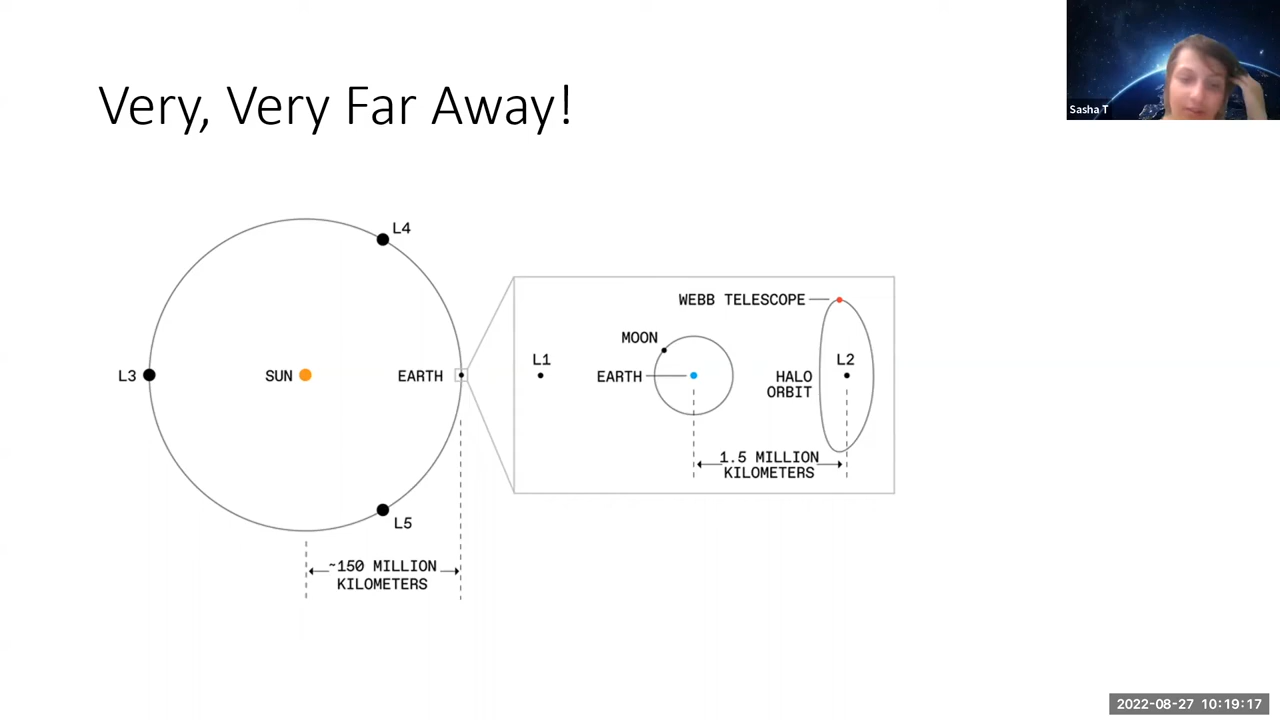 Very, Very Far Away!
Sasha T
L4
WEBB TELESCOPE
MOON
L1
L2
L3
SUN
EARTH
EARTH
HALO
ORBIT
1.5 MILLION
KILOMETERS
L5
~150 MILLION
KILOMETERS
2022-08-27 10:19:17